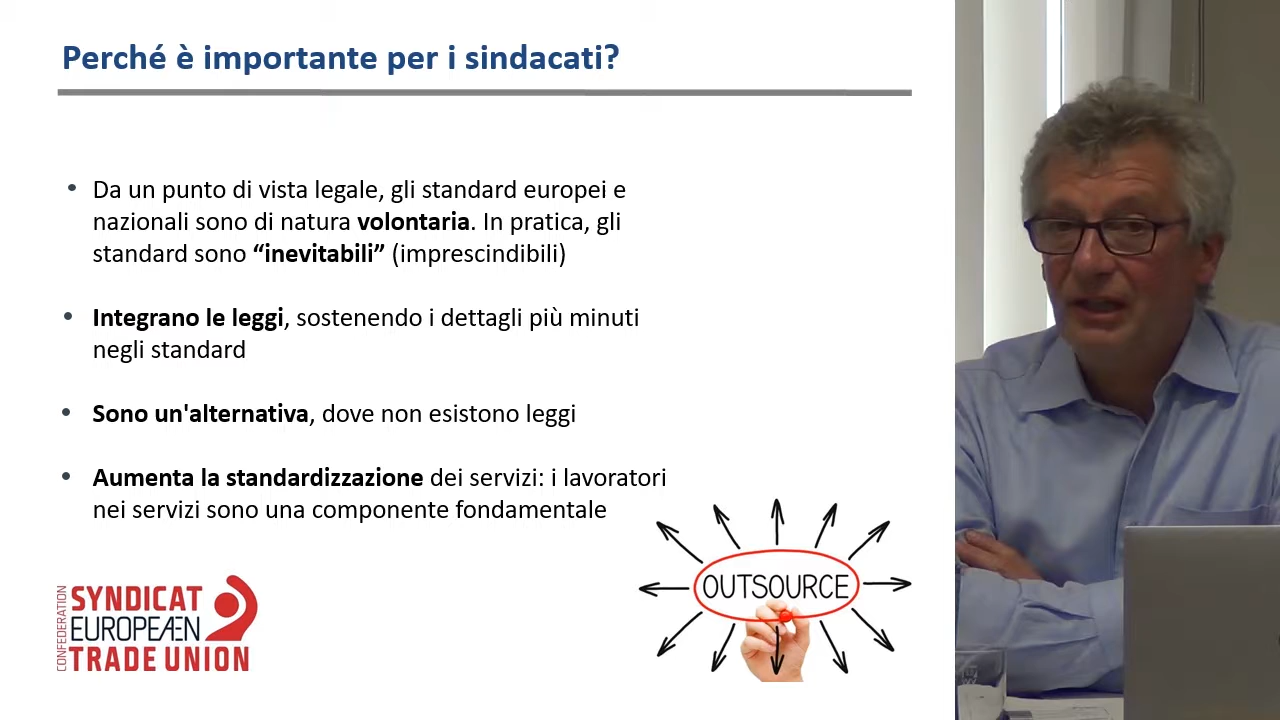 Perché è importante per i sindacati?
• Da un punto di vista legale, gli standard europei e
nazionali sono di natura volontaria. In pratica, gli
standard sono “inevitabili” (imprescindibili)
• Integrano le leggi, sostenendo i dettagli più minuti
negli standard
• Sono un'alternativa, dove non esistono leggi
• Aumenta la standardizzazione dei servizi: i lavoratori
nei servizi sono una componente fondamentale
OUTSOURCE
CONFEDERATION
SYNDICAT
EUROPEÆN
TRADE UNION